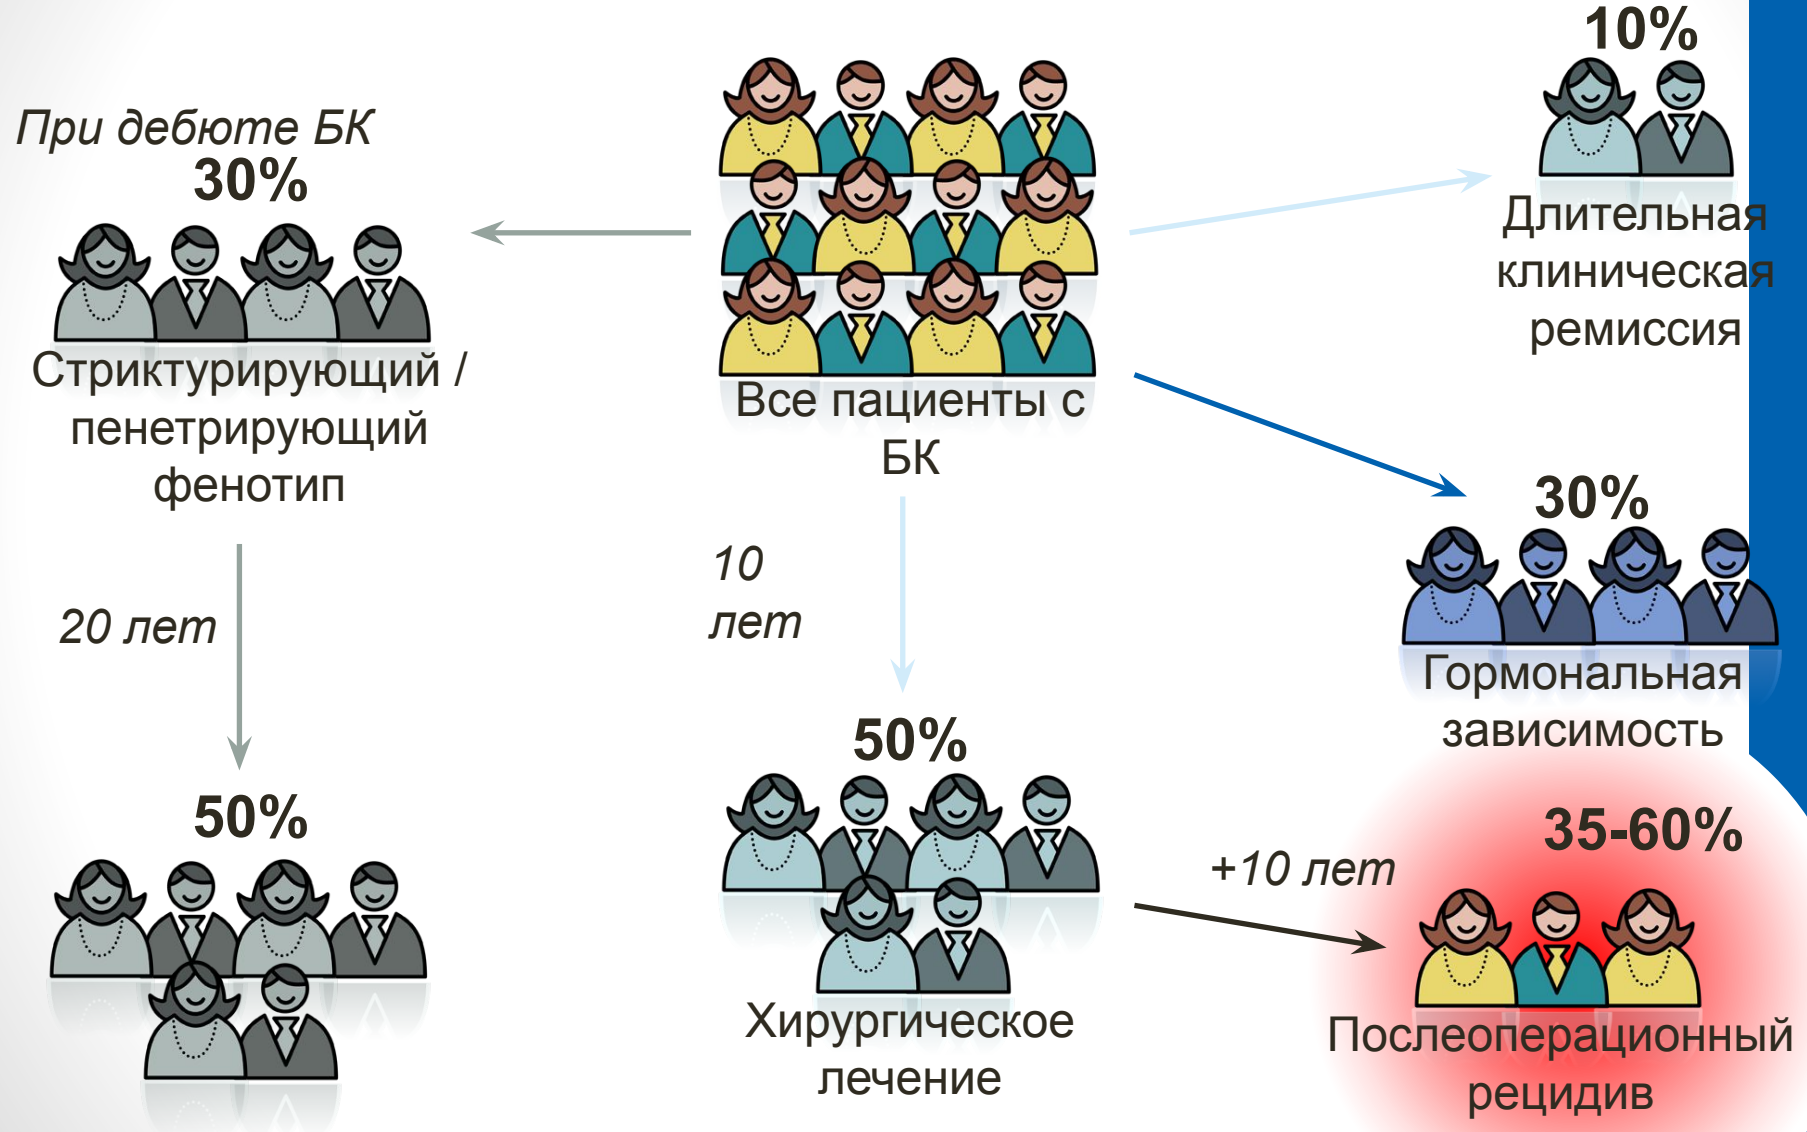 При дебюте БК
30%
Стриктурирующий /
пенетрирующий
фенотип
20 лет
50%
Все пациенты с
БК
10
лет
50%
Хирургическое
лечение
10%
Длительная
клиническая
ремиссия
30%
Гормональная
зависимость
+10 лет
35-60%
Послеоперационный
рецидив